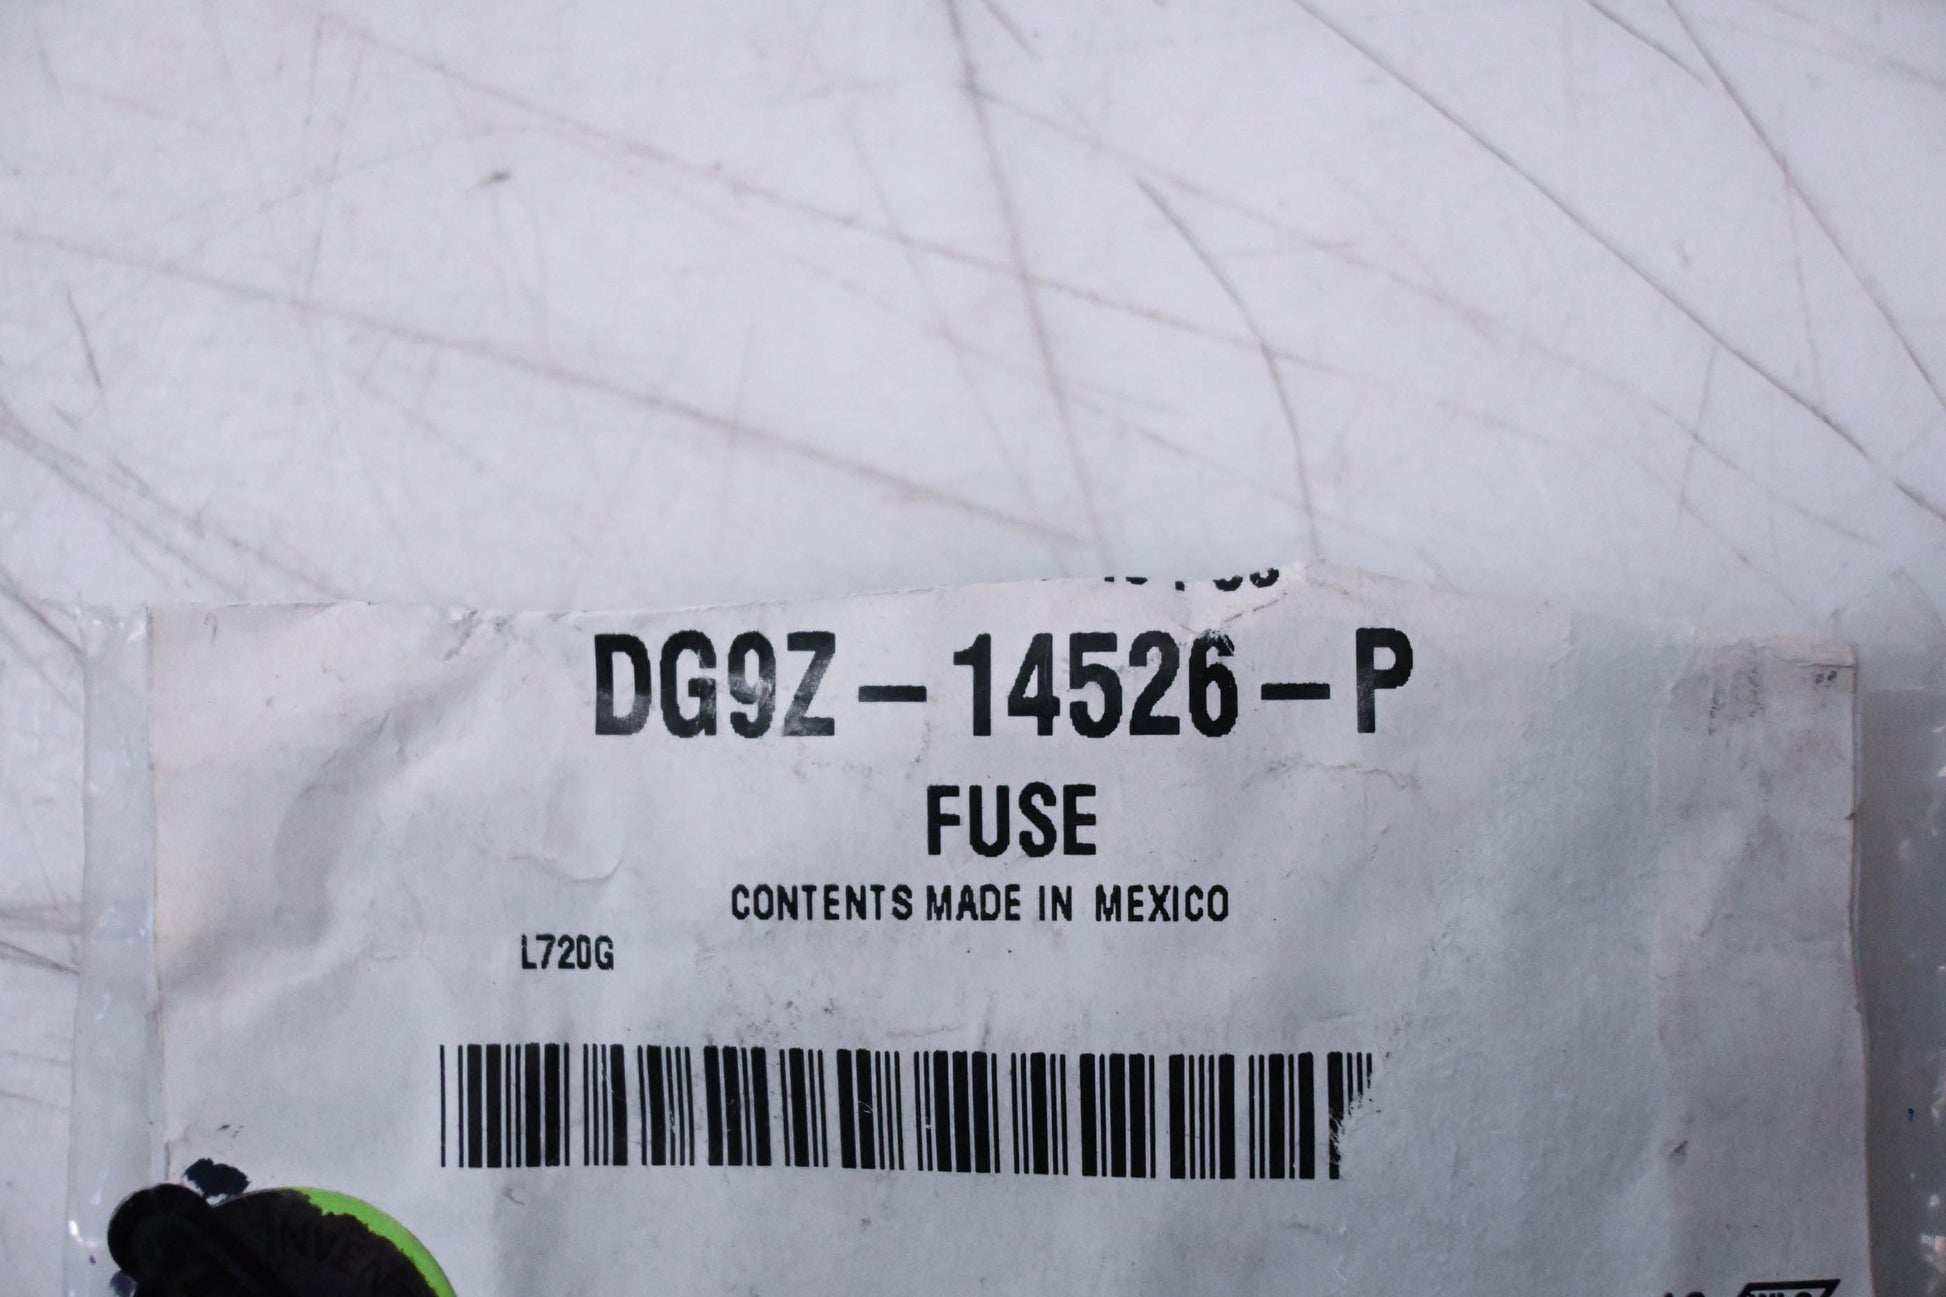 DG9Z-14526-P
FUSE
CONTENTS MADE IN MEXICO
L720G